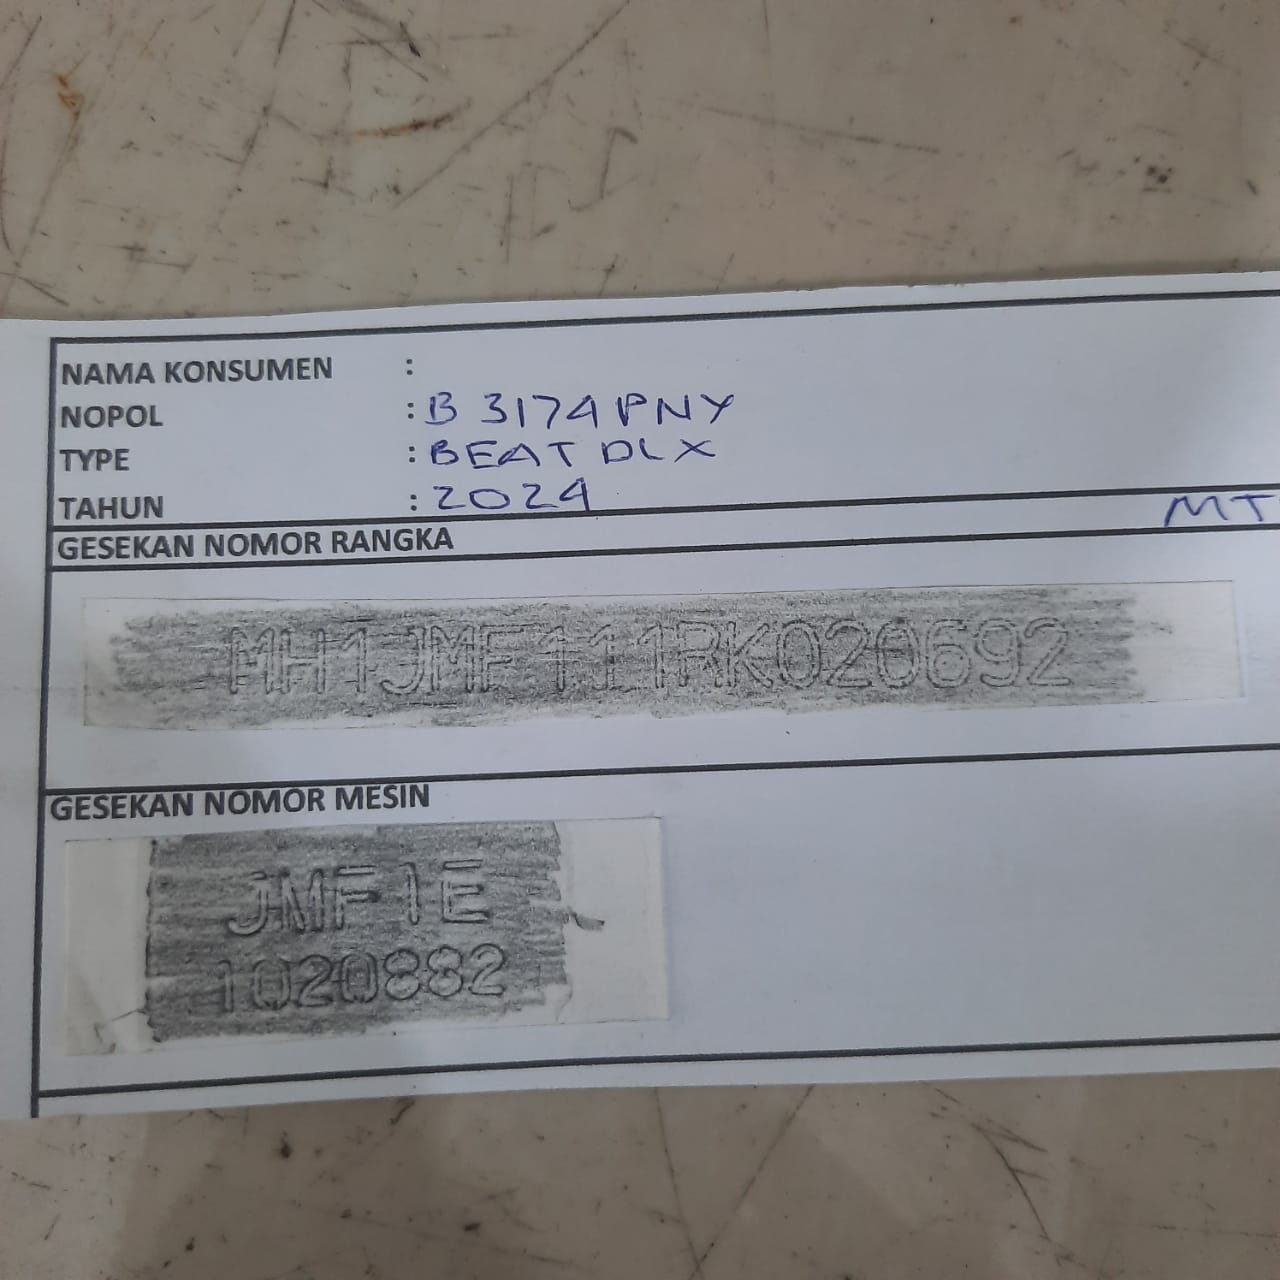 NAMA KONSUMEN :
NOPOL : B 3174 PNY
TYPE : BEAT DLX
TAHUN : 2024
MT
GESEKAN NOMOR RANGKA
MH1JMF111RK020692
GESEKAN NOMOR MESIN
JMF1E
1020882